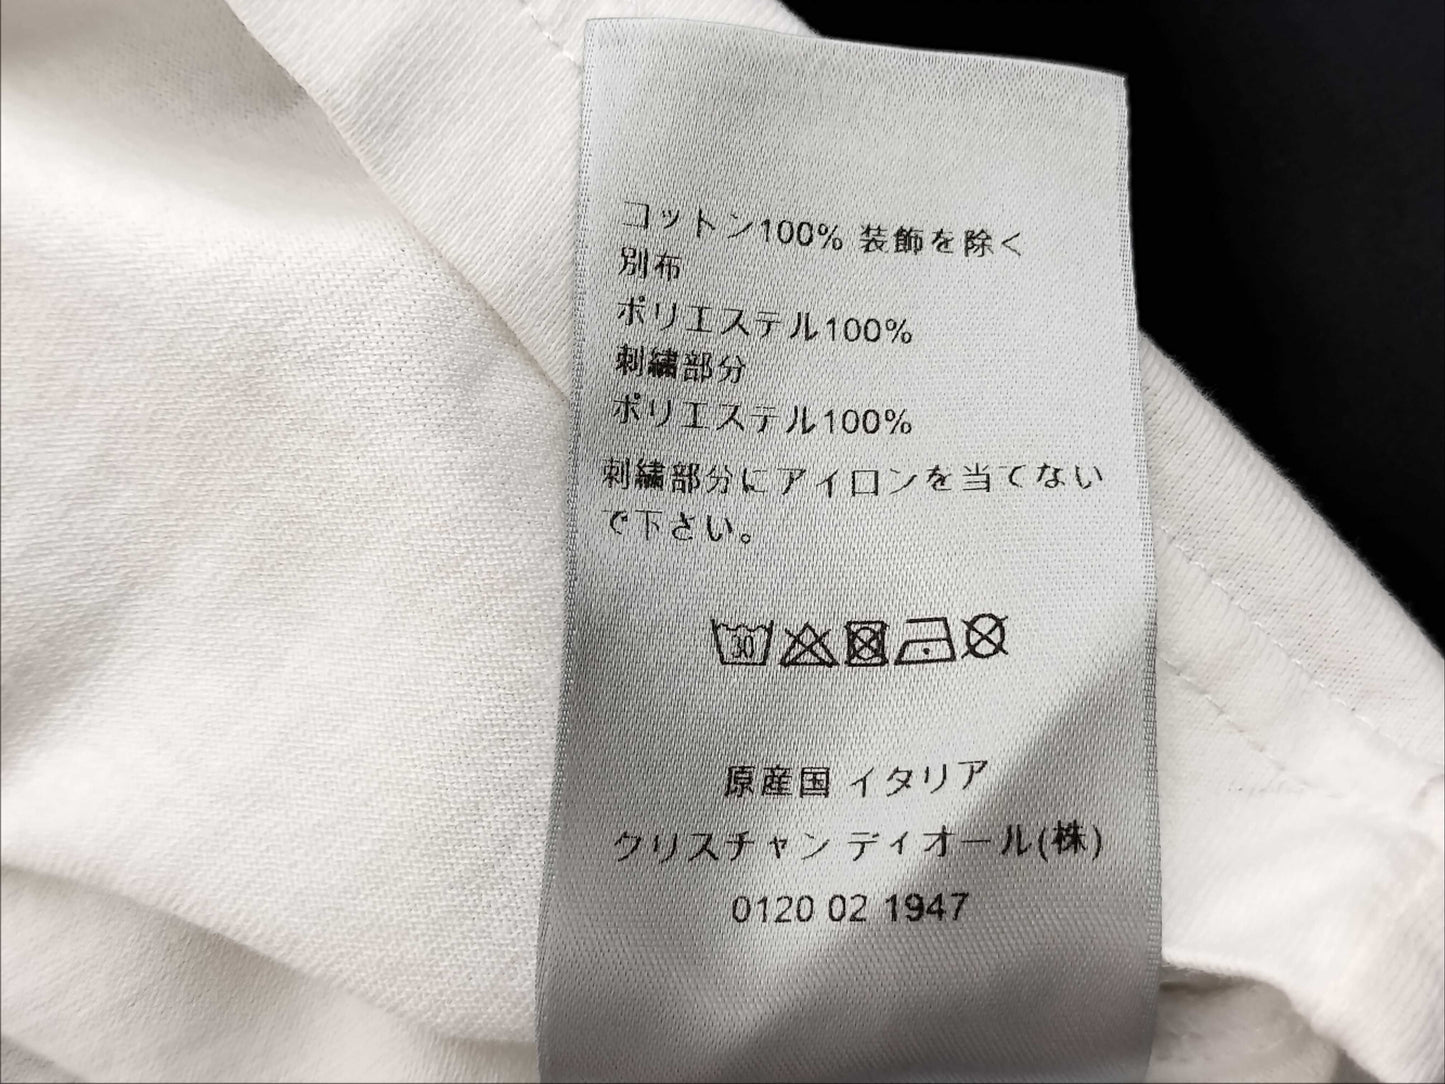 コットン100% 装飾を除く
別布
ポリエステル100%
刺繍部分
ポリエステル100%
刺繍部分にアイロンを当てない
で下さい。
30
原産国 イタリア
クリスチャン ディオール(株)
0120 02 1947